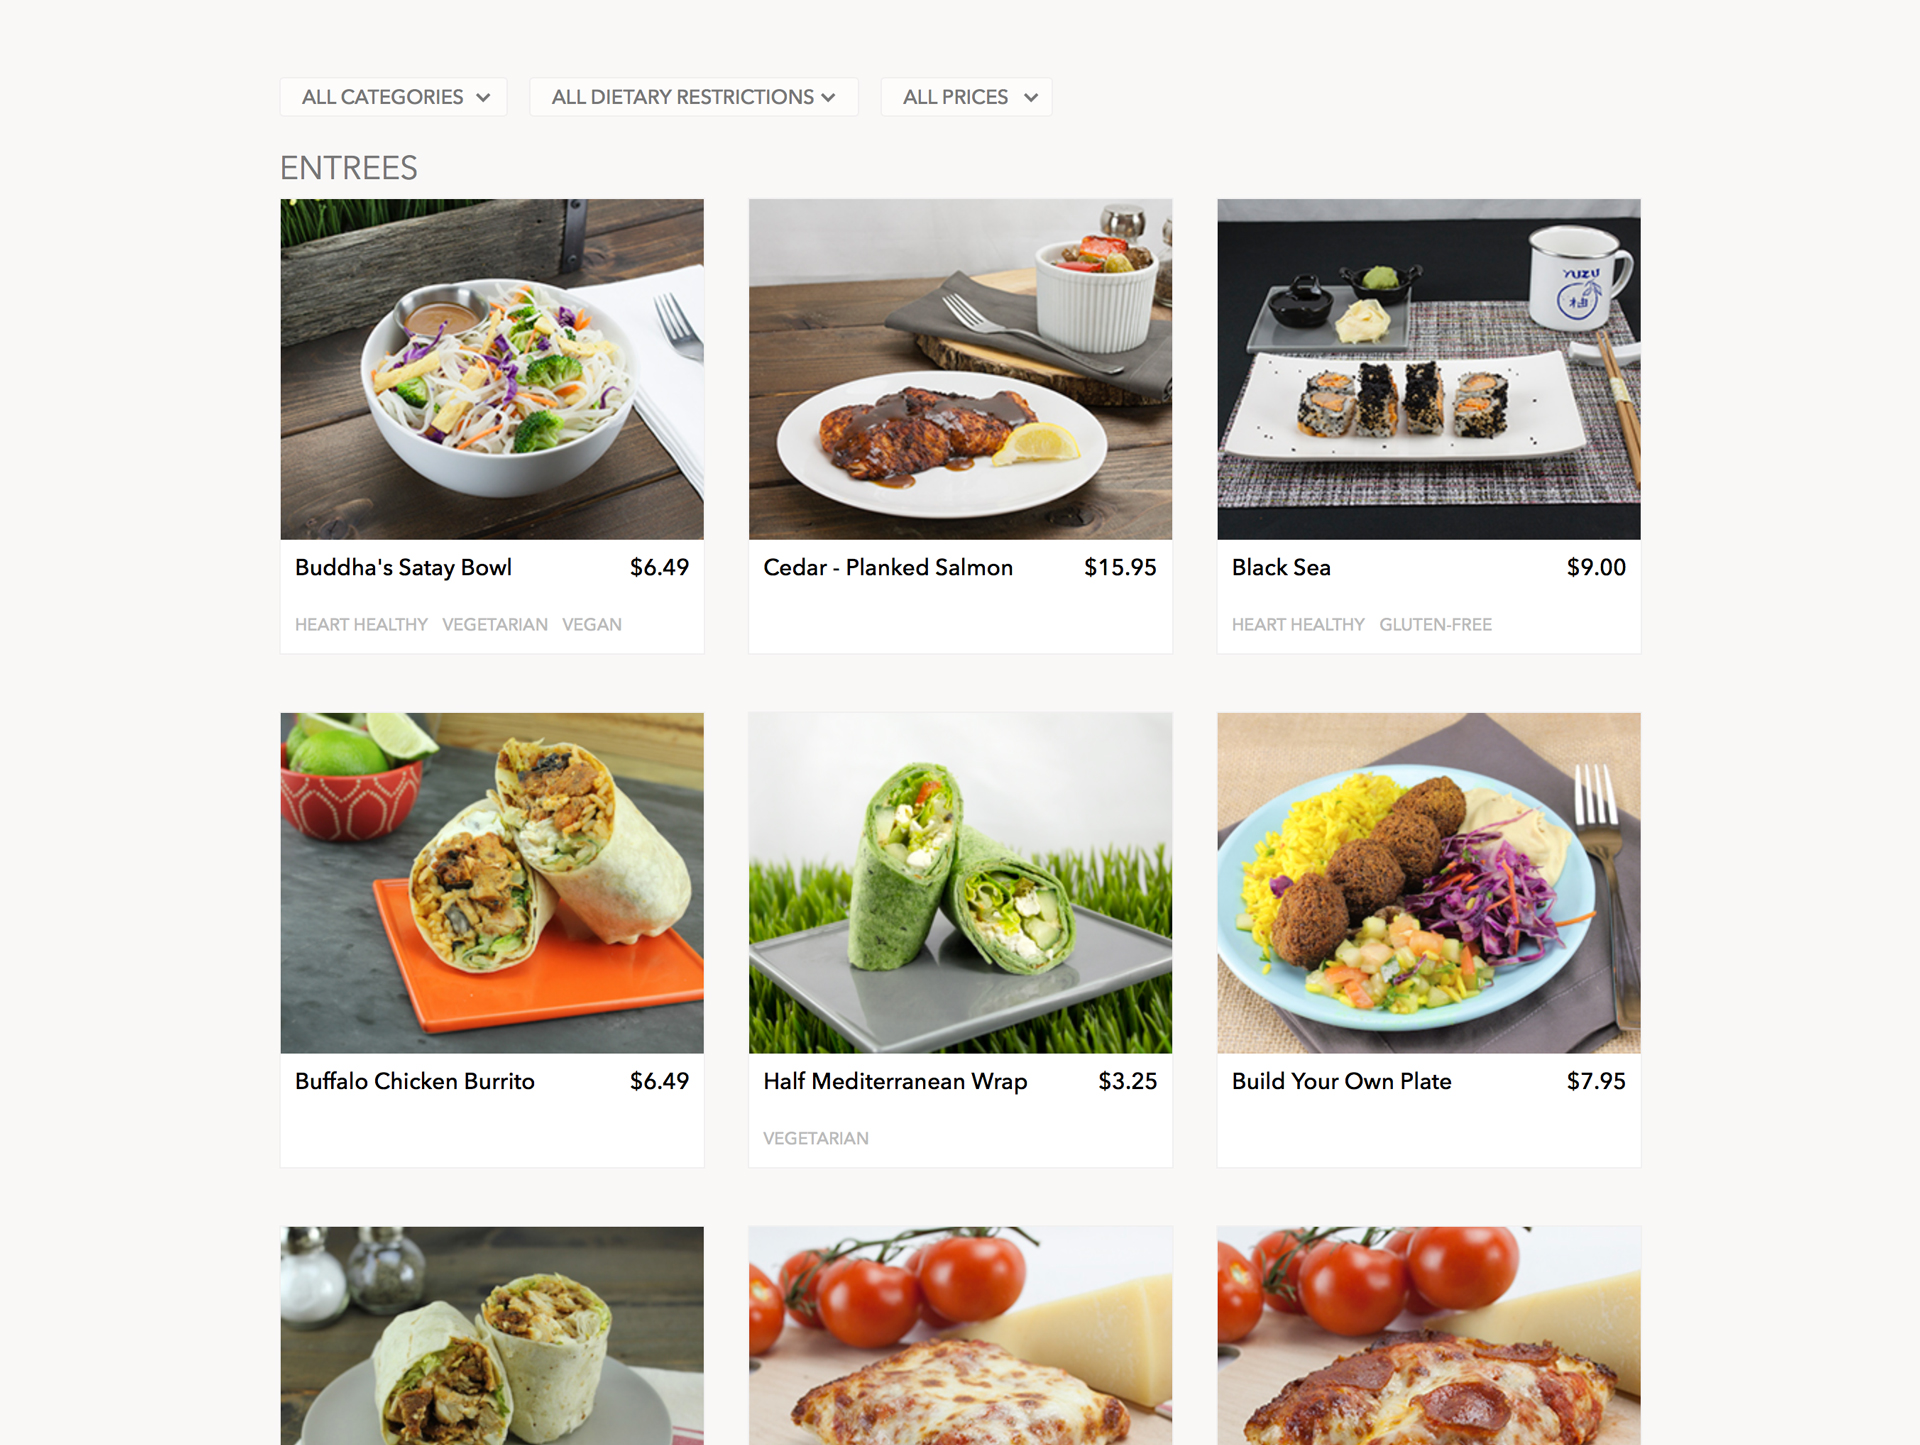 ALL CATEGORIES
ALL DIETARY RESTRICTIONS
ALL PRICES
ENTREES
YUZU
柚
Buddha's Satay Bowl $6.49
HEART HEALTHY VEGETARIAN VEGAN
Cedar - Planked Salmon $15.95
Black Sea $9.00
HEART HEALTHY GLUTEN-FREE
Buffalo Chicken Burrito $6.49
Half Mediterranean Wrap $3.25
VEGETARIAN
Build Your Own Plate $7.95